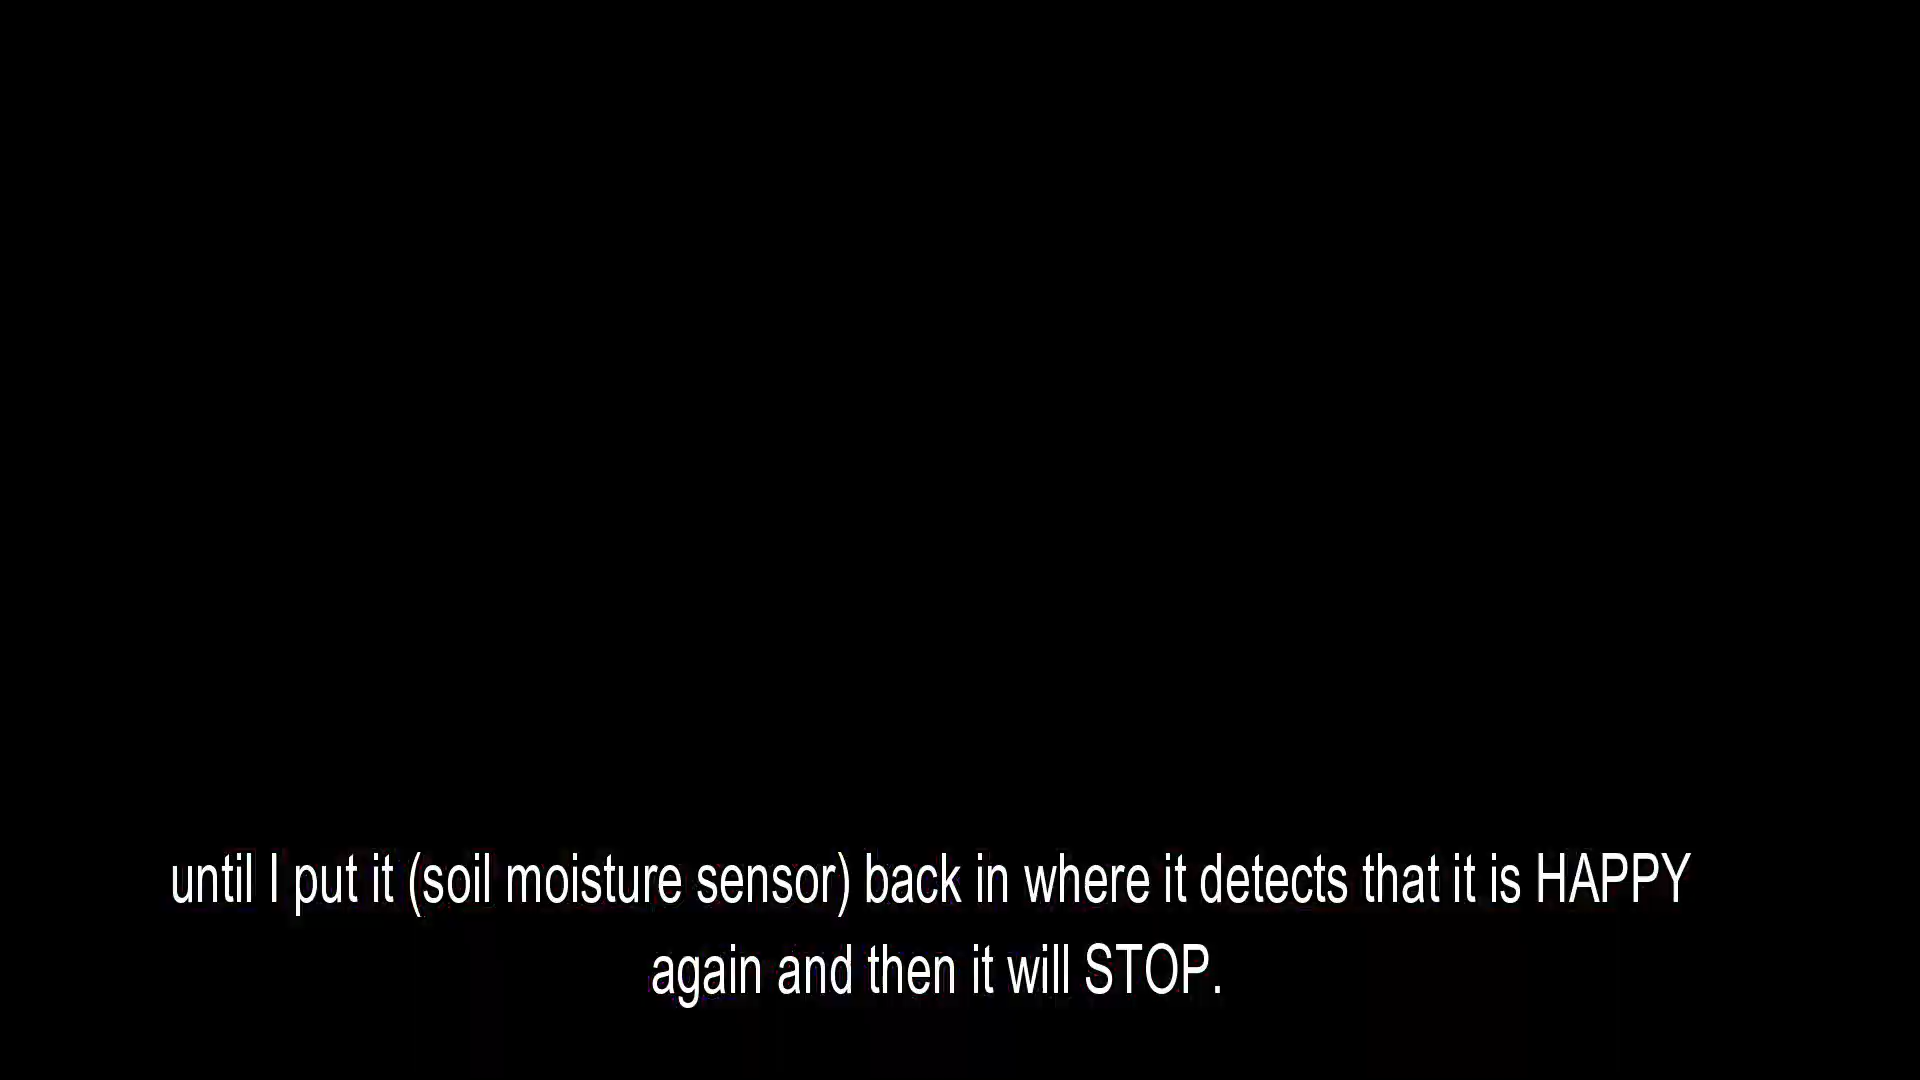 until I put it (soil moisture sensor) back in where it detects that it is HAPPY
again and then it will STOP.